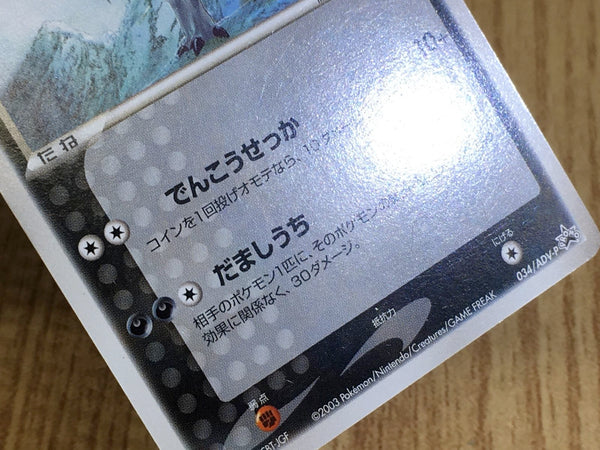 たね
でんこうせっか 10+
コインを1回投げオモテなら、10ダメ
だましうち
相手のポケモン1匹に、そのポケモンの
効果に関係なく、30ダメージ。
弱点
抵抗力
にげる
034/ADV-P
©2003 Pokémon/Nintendo/Creatures/GAME FREAK